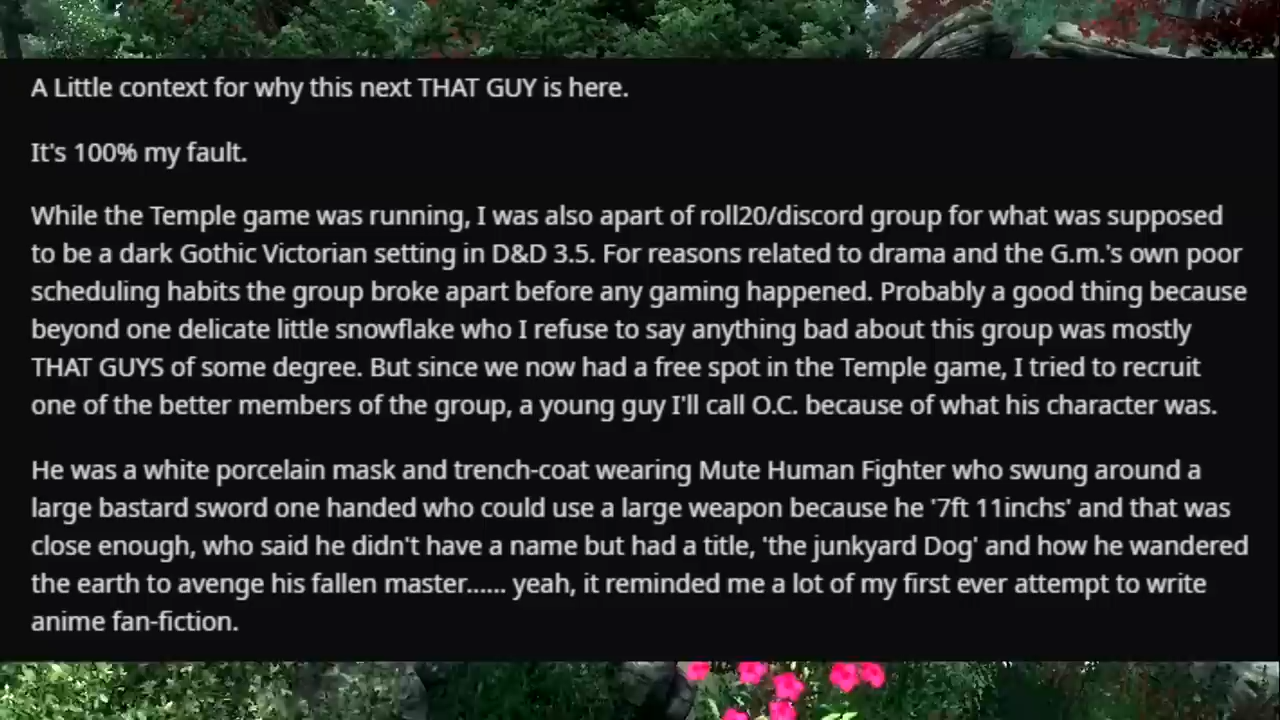 A Little context for why this next THAT GUY is here.
It's 100% my fault.
While the Temple game was running, I was also apart of roll20/discord group for what was supposed
to be a dark Gothic Victorian setting in D&D 3.5. For reasons related to drama and the G.m.'s own poor
scheduling habits the group broke apart before any gaming happened. Probably a good thing because
beyond one delicate little snowflake who I refuse to say anything bad about this group was mostly
THAT GUYS of some degree. But since we now had a free spot in the Temple game, I tried to recruit
one of the better members of the group, a young guy I'll call O.C. because of what his character was.
He was a white porcelain mask and trench-coat wearing Mute Human Fighter who swung around a
large bastard sword one handed who could use a large weapon because he '7ft 11inchs' and that was
close enough, who said he didn't have a name but had a title, 'the junkyard Dog' and how he wandered
the earth to avenge his fallen master...... yeah, it reminded me a lot of my first ever attempt to write
anime fan-fiction.